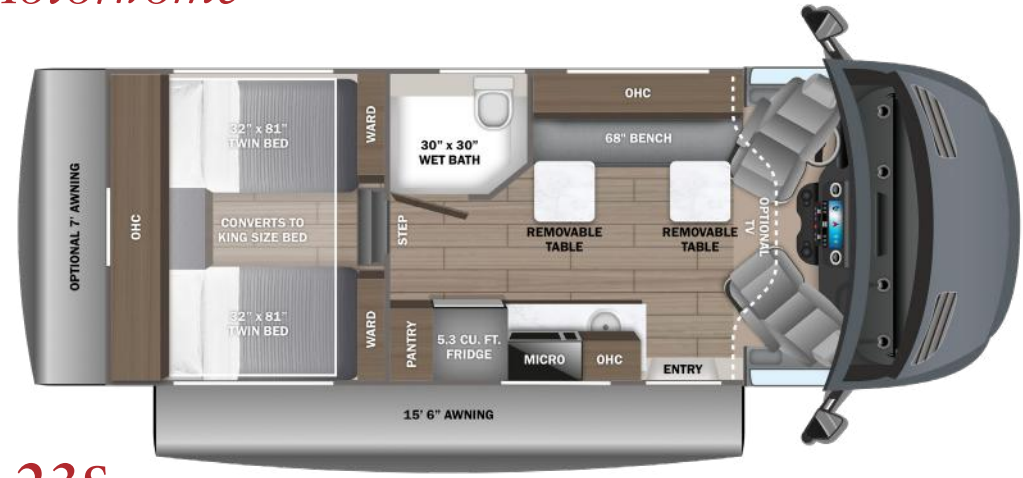 Motorhome
OPTIONAL 7' AWNING
OHC
32" x 81"
TWIN BED
CONVERTS TO
KING SIZE BED
32" x 81"
TWIN BED
WARD
WARD
STEP
30" x 30"
WET BATH
OHC
68" BENCH
REMOVABLE
TABLE
REMOVABLE
TABLE
OPTIONAL
TV
PANTRY
5.3 CU. FT.
FRIDGE
MICRO
OHC
ENTRY
15' 6" AWNING